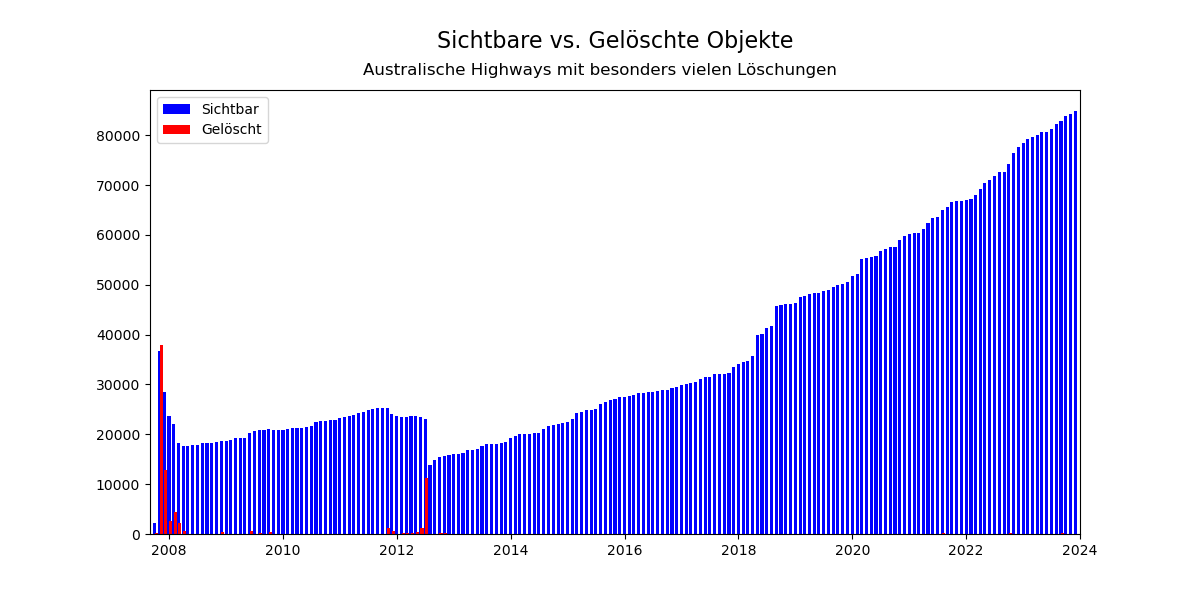 Sichtbare vs. Gelöschte Objekte
Australische Highways mit besonders vielen Löschungen
Sichtbar
Gelöscht
80000
70000
60000
50000
40000
30000
20000
10000
0
2008 2010 2012 2014 2016 2018 2020 2022 2024